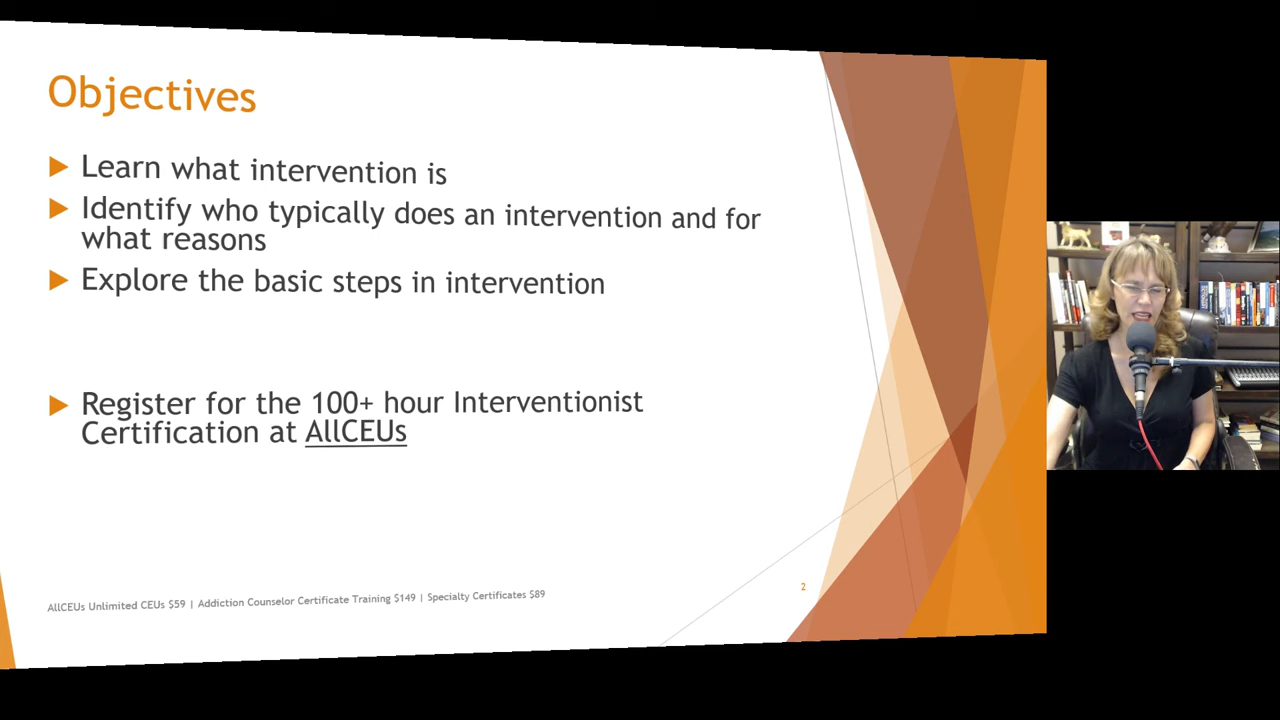 Objectives
Learn what intervention is
Identify who typically does an intervention and for
what reasons
Explore the basic steps in intervention
Register for the 100+ hour Interventionist
Certification at AllCEUs
AllCEUs Unlimited CEUs $59 | Addiction Counselor Certificate Training $149 | Specialty Certificates $89
2